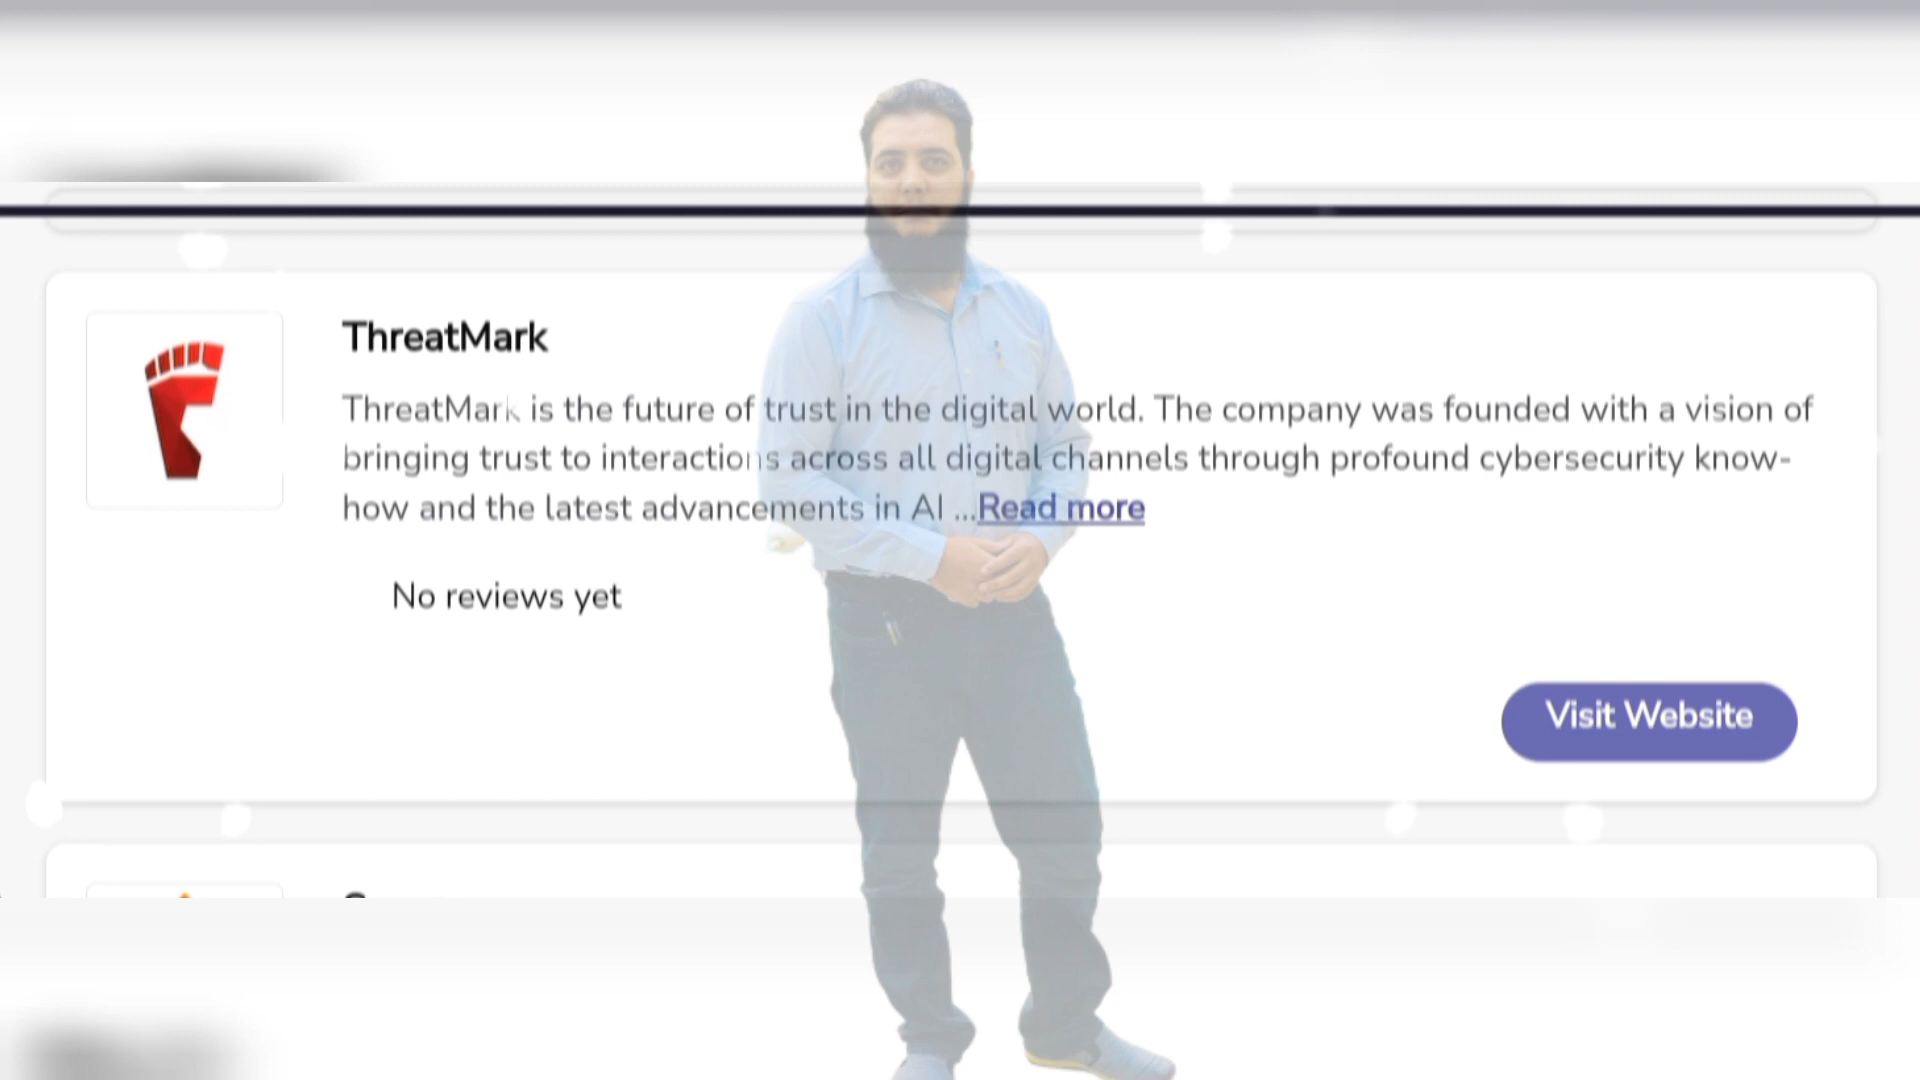 ThreatMark
ThreatMark is the future of trust in the digital world. The company was founded with a vision of
bringing trust to interactions across all digital channels through profound cybersecurity know-
how and the latest advancements in AI ...Read more
No reviews yet
Visit Website